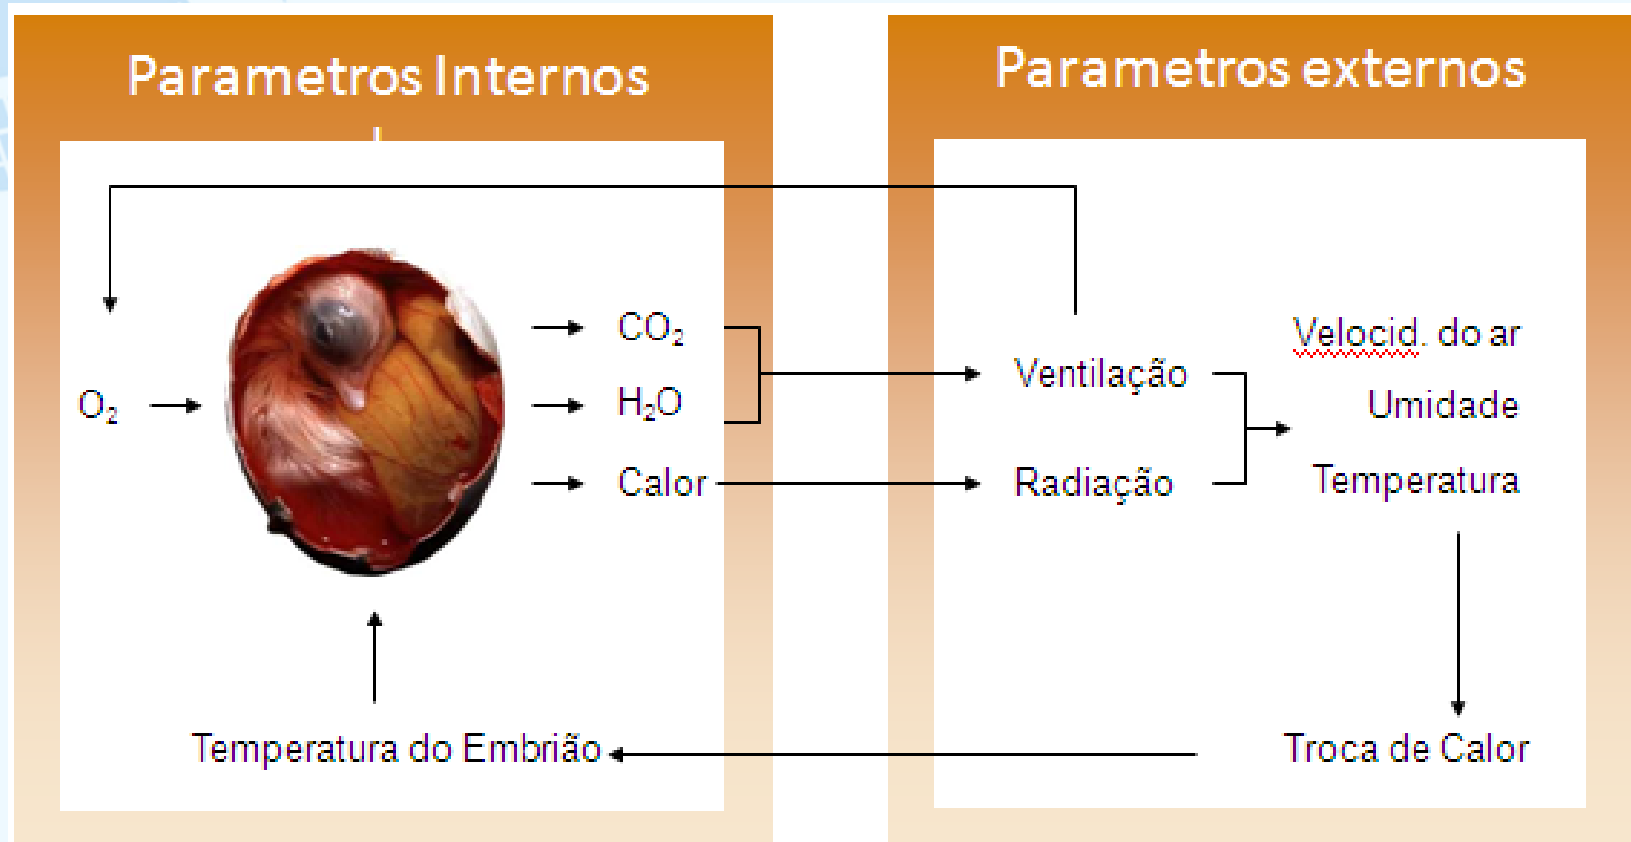 Parametros Internos
Parametros externos
O₂
CO₂
H₂O
Calor
Temperatura do Embrião
Ventilação
Radiação
Velocid. do ar
Umidade
Temperatura
Troca de Calor